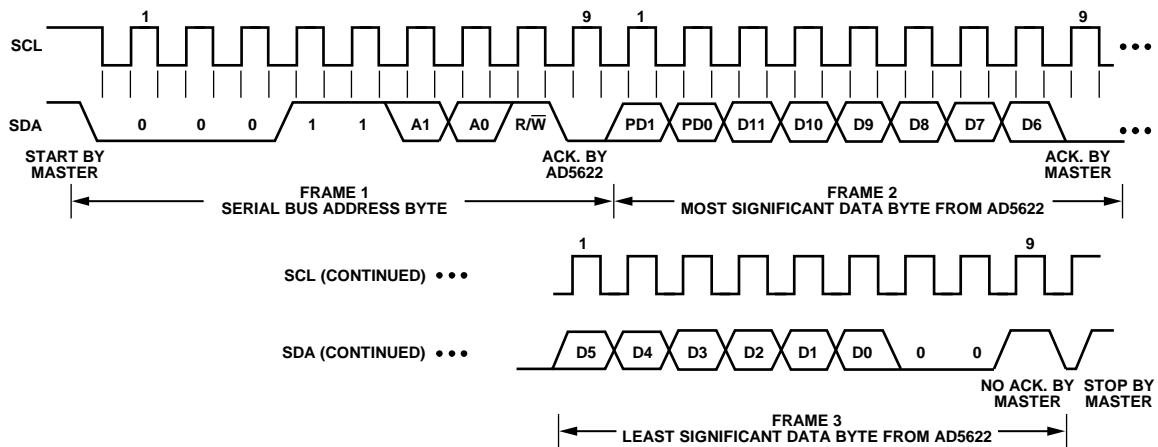 1 9 1 9
SCL
SDA 0 0 0 1 1 A1 A0 R/W̅ PD1 PD0 D11 D10 D9 D8 D7 D6
START BY
MASTER
ACK. BY
AD5622
ACK. BY
MASTER
FRAME 1
SERIAL BUS ADDRESS BYTE
FRAME 2
MOST SIGNIFICANT DATA BYTE FROM AD5622
1 9
SCL (CONTINUED)
SDA (CONTINUED) D5 D4 D3 D2 D1 D0 0 0
NO ACK. BY
MASTER
STOP BY
MASTER
FRAME 3
LEAST SIGNIFICANT DATA BYTE FROM AD5622